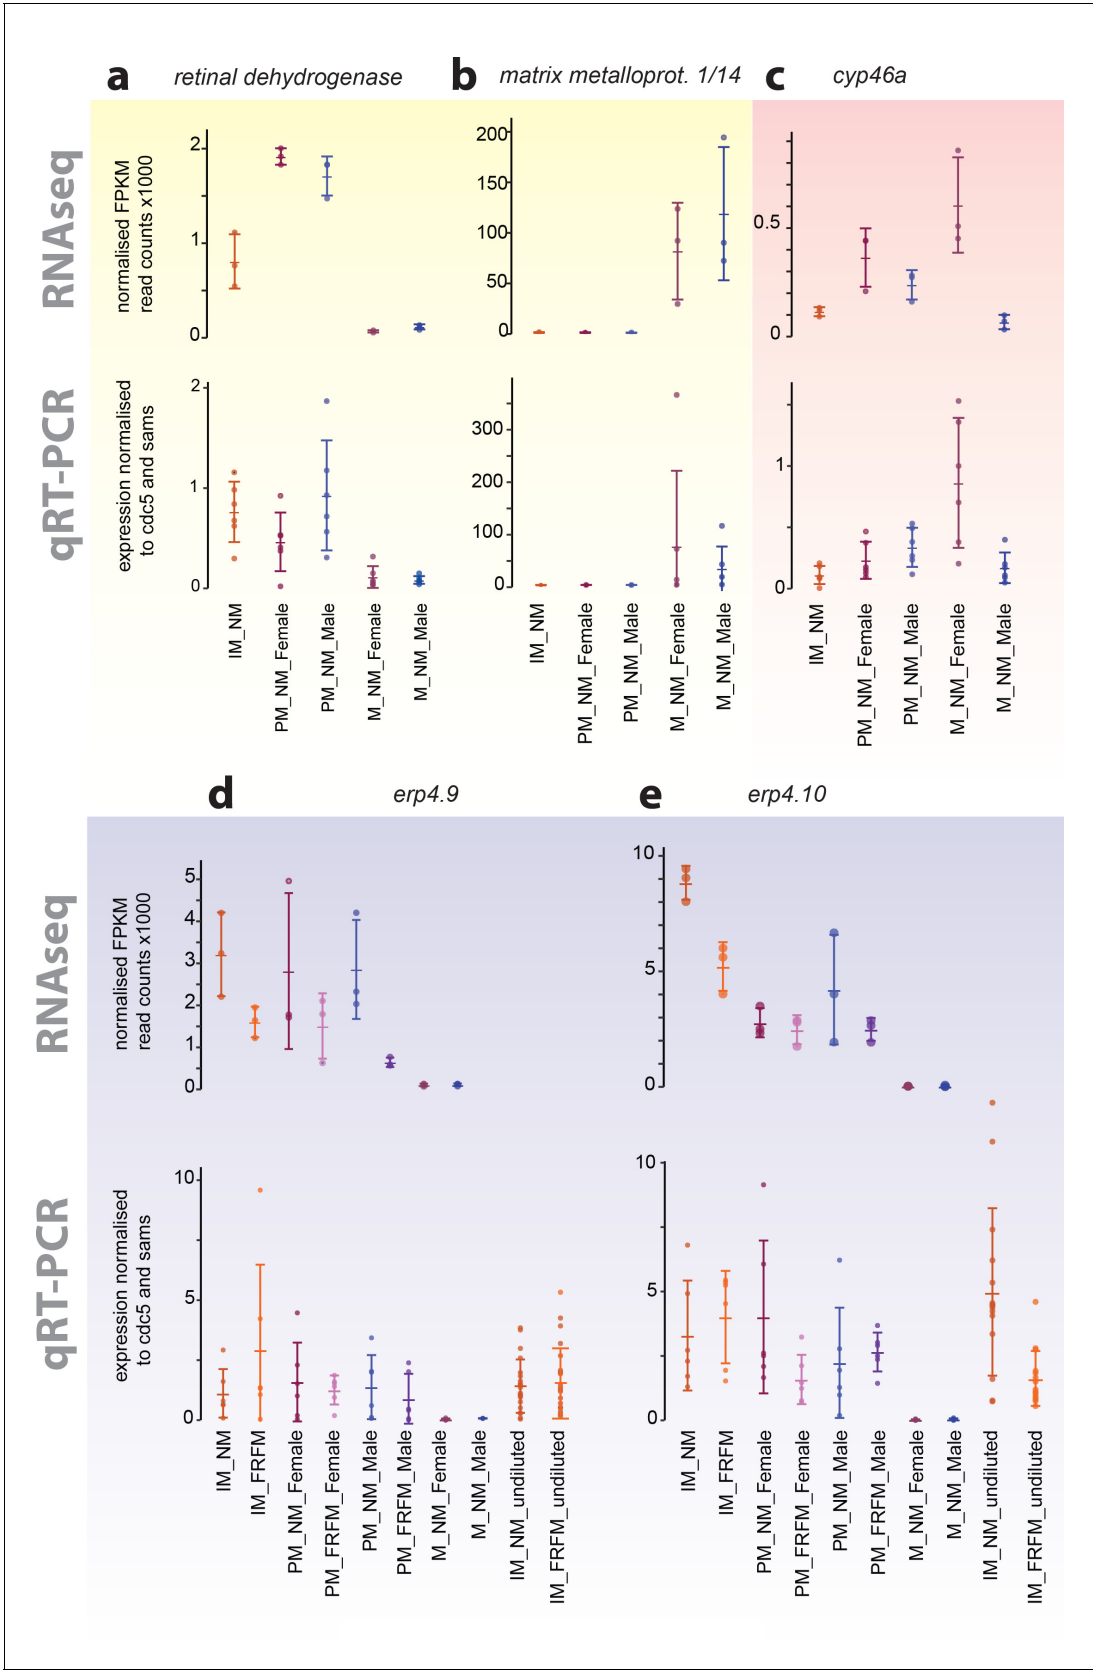 a retinal dehydrogenase
b matrix metalloprot. 1/14
c cyp46a
RNAseq
normalised FPKM
read counts x1000
2
1
0
200
150
100
50
0
0.5
0
qRT-PCR
expression normalised
to cdc5 and sams
2
1
0
300
200
100
0
1
0
IM_NM
PM_NM_Female
PM_NM_Male
M_NM_Female
M_NM_Male
IM_NM
PM_NM_Female
PM_NM_Male
M_NM_Female
M_NM_Male
IM_NM
PM_NM_Female
PM_NM_Male
M_NM_Female
M_NM_Male
d erp4.9
e erp4.10
RNAseq
normalised FPKM
read counts x1000
5
4
3
2
1
0
10
5
0
qRT-PCR
expression normalised
to cdc5 and sams
10
5
0
10
5
0
IM_NM
IM_FRFM
PM_NM_Female
PM_FRFM_Female
PM_NM_Male
PM_FRFM_Male
M_NM_Female
M_NM_Male
IM_NM_undiluted
IM_FRFM_undiluted
IM_NM
IM_FRFM
PM_NM_Female
PM_FRFM_Female
PM_NM_Male
PM_FRFM_Male
M_NM_Female
M_NM_Male
IM_NM_undiluted
IM_FRFM_undiluted